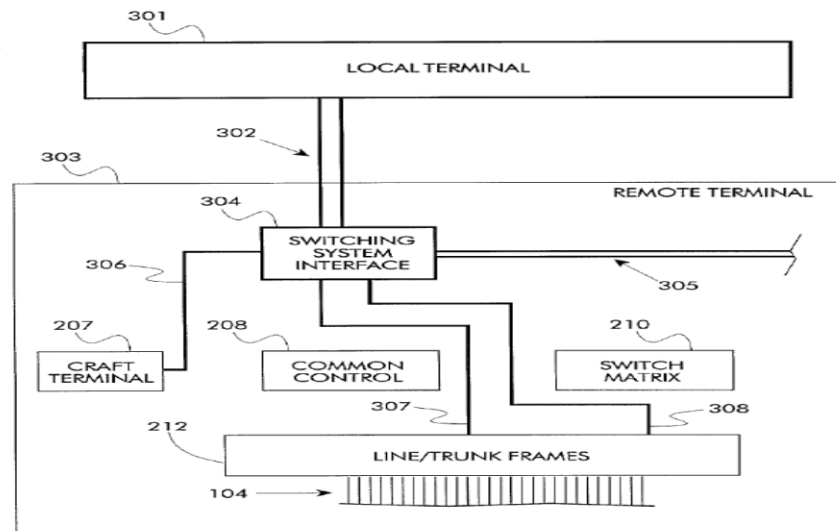 301
LOCAL TERMINAL
302
303
REMOTE TERMINAL
304
SWITCHING
SYSTEM
INTERFACE
306
305
207
208
210
CRAFT
TERMINAL
COMMON
CONTROL
SWITCH
MATRIX
307
308
212
LINE/TRUNK FRAMES
104